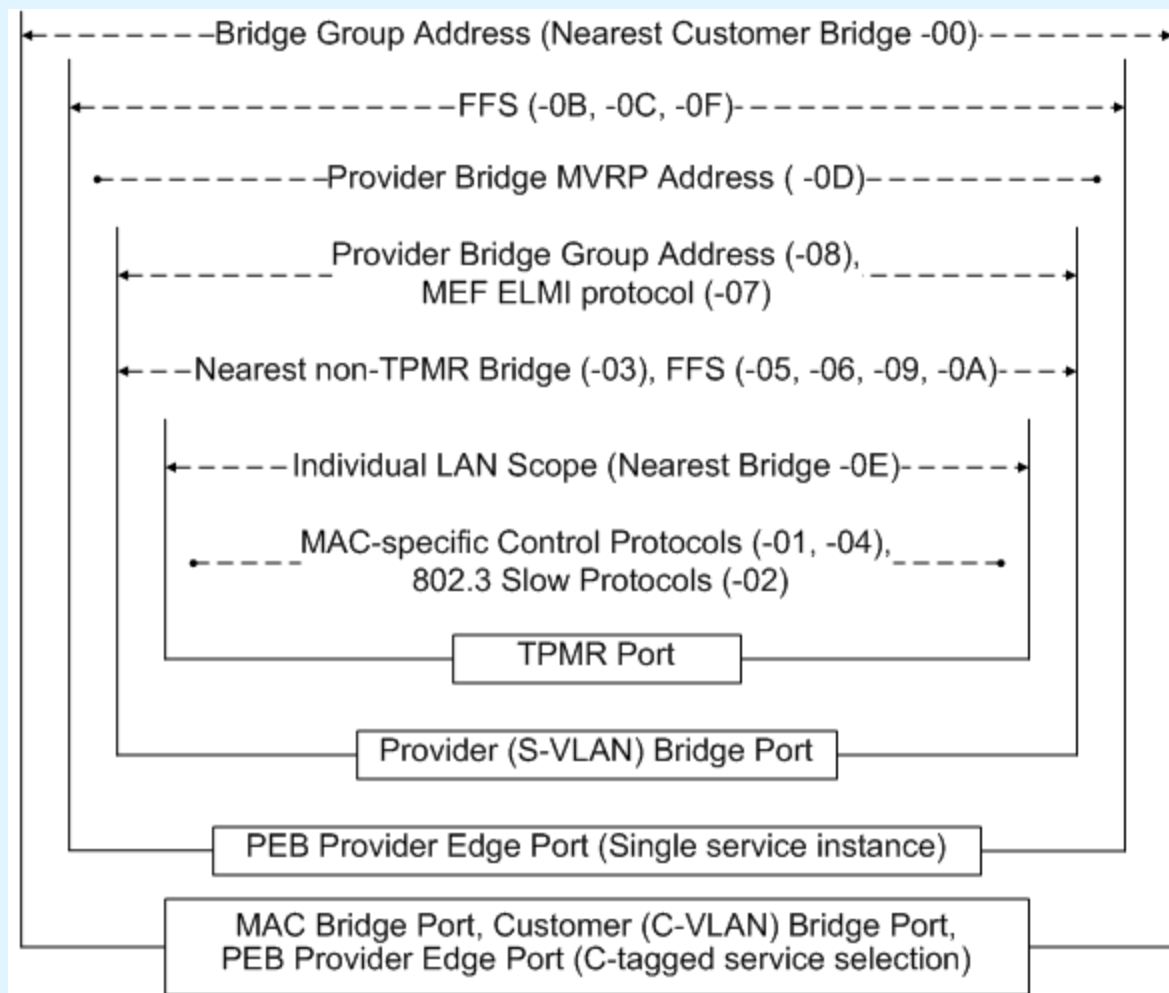 Bridge Group Address (Nearest Customer Bridge -00)
FFS (-0B, -0C, -0F)
Provider Bridge MVRP Address ( -0D)
Provider Bridge Group Address (-08),
MEF ELMI protocol (-07)
Nearest non-TPMR Bridge (-03), FFS (-05, -06, -09, -0A)
Individual LAN Scope (Nearest Bridge -0E)
MAC-specific Control Protocols (-01, -04),
802.3 Slow Protocols (-02)
TPMR Port
Provider (S-VLAN) Bridge Port
PEB Provider Edge Port (Single service instance)
MAC Bridge Port, Customer (C-VLAN) Bridge Port,
PEB Provider Edge Port (C-tagged service selection)